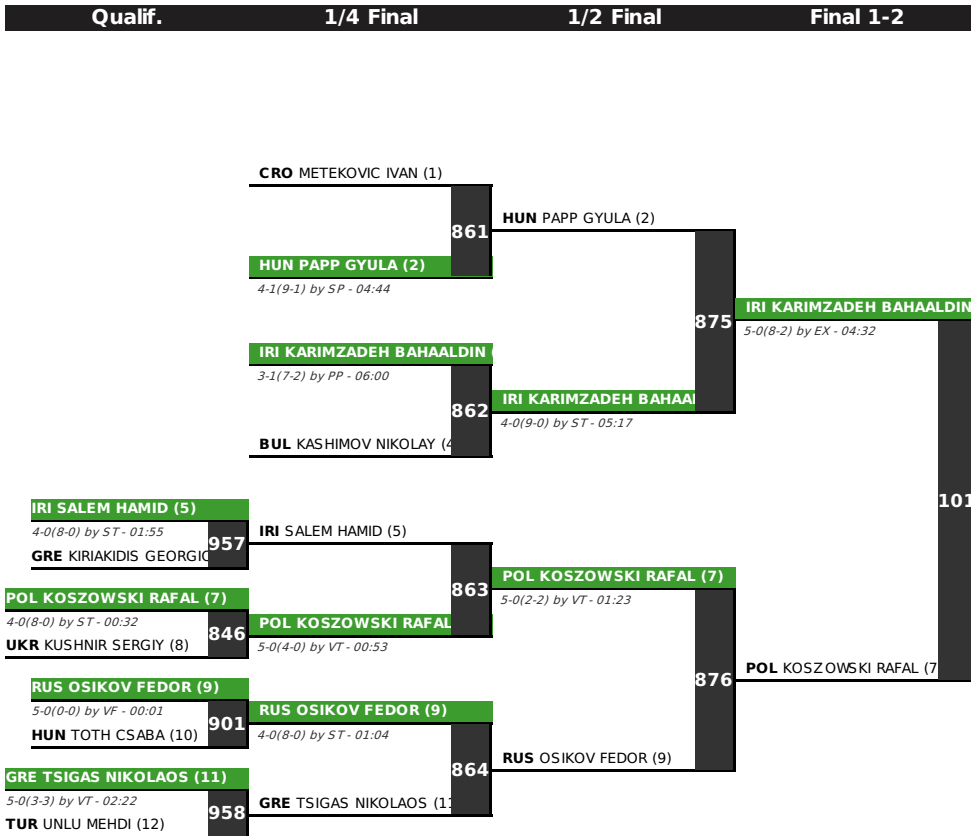 Qualif. 1/4 Final 1/2 Final Final 1-2
CRO METEKOVIC IVAN (1)
861
HUN PAPP GYULA (2)
4-1(9-1) by SP - 04:44
IRI KARIMZADEH BAHAALDIN (
3-1(7-2) by PP - 06:00
862
BUL KASHIMOV NIKOLAY (4
IRI SALEM HAMID (5)
4-0(8-0) by ST - 01:55
957
GRE KIRIAKIDIS GEORGIO
POL KOSZOWSKI RAFAL (7)
4-0(8-0) by ST - 00:32
846
UKR KUSHNIR SERGIY (8)
RUS OSIKOV FEDOR (9)
5-0(0-0) by VF - 00:01
901
HUN TOTH CSABA (10)
GRE TSIGAS NIKOLAOS (11)
5-0(3-3) by VT - 02:22
958
TUR UNLU MEHDI (12)
IRI SALEM HAMID (5)
863
POL KOSZOWSKI RAFAL
5-0(4-0) by VT - 00:53
RUS OSIKOV FEDOR (9)
4-0(8-0) by ST - 01:04
864
GRE TSIGAS NIKOLAOS (11
HUN PAPP GYULA (2)
875
IRI KARIMZADEH BAHAAL
4-0(9-0) by ST - 05:17
POL KOSZOWSKI RAFAL (7)
5-0(2-2) by VT - 01:23
876
RUS OSIKOV FEDOR (9)
IRI KARIMZADEH BAHAALDIN
5-0(8-2) by EX - 04:32
101
POL KOSZOWSKI RAFAL (7